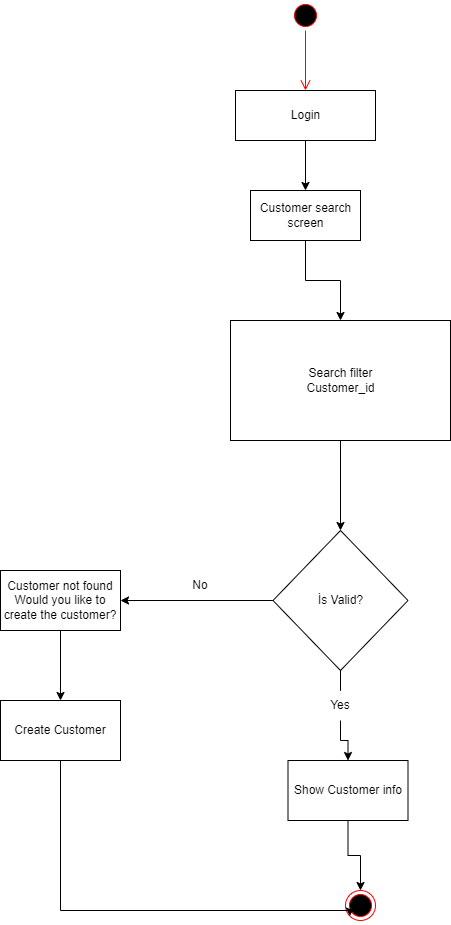 Login
Customer search
screen
Search filter
Customer_id
İs Valid?
No
Customer not found
Would you like to
create the customer?
Yes
Create Customer
Show Customer info